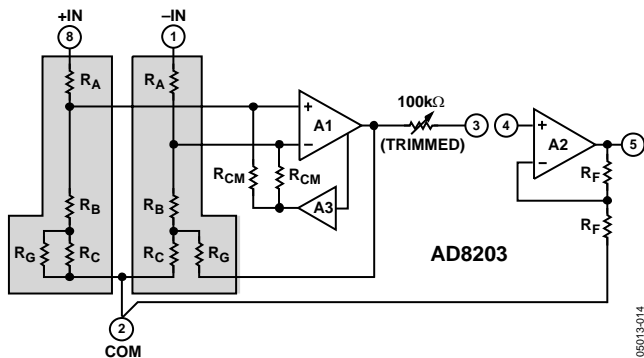 +IN
–IN
8
1
RA
RA
100kΩ
+
A1
–
3
4
+
A2
–
5
(TRIMMED)
RCM
RCM
A3
RF
RB
RB
RF
RG
RC
RC
RG
AD8203
2
COM
05013-014